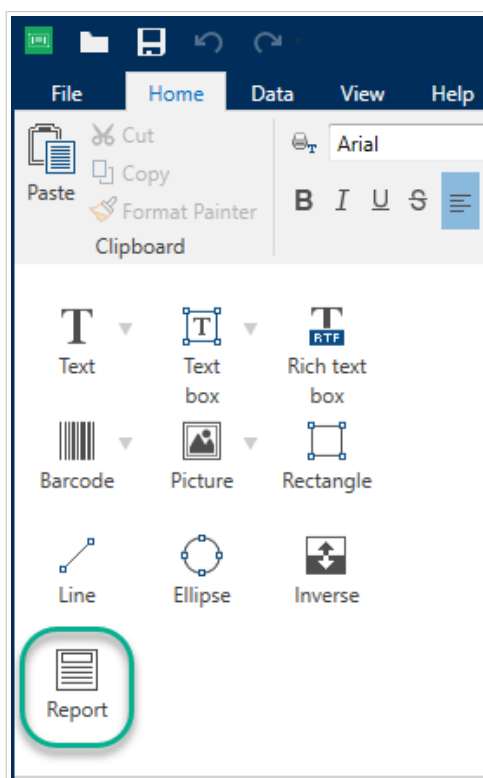 File Home Data View Help
Cut
Arial
Copy
Paste
B I U S
Format Painter
Clipboard
T T T
RTF
Text Text Rich text
box box
Barcode Picture Rectangle
Line Ellipse Inverse
Report